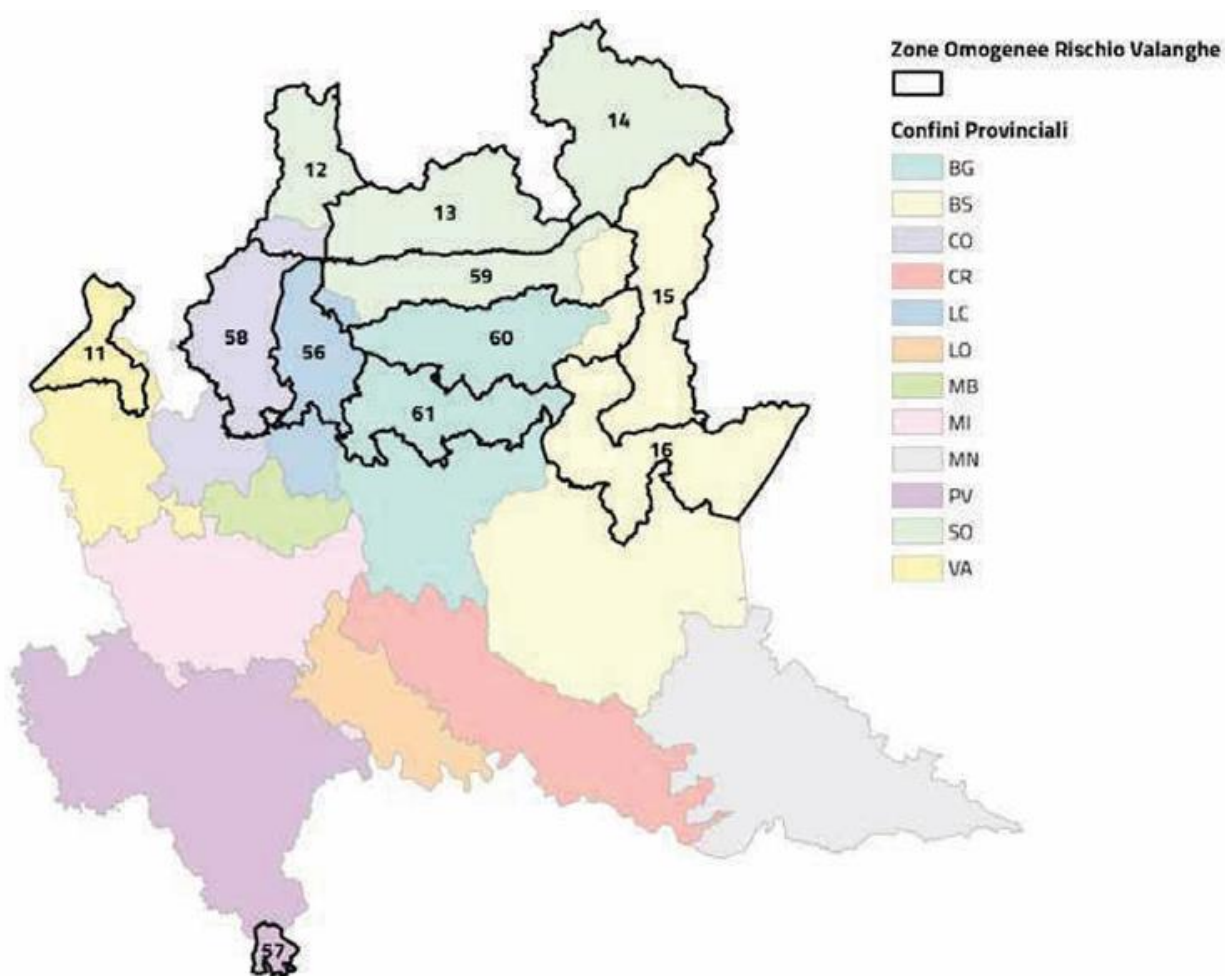 Zone Omogenee Rischio Valanghe
Confini Provinciali
BG
BS
CO
CR
LC
LO
MB
MI
MN
PV
SO
VA
14
12
13
59
15
11
58
56
60
61
16
57